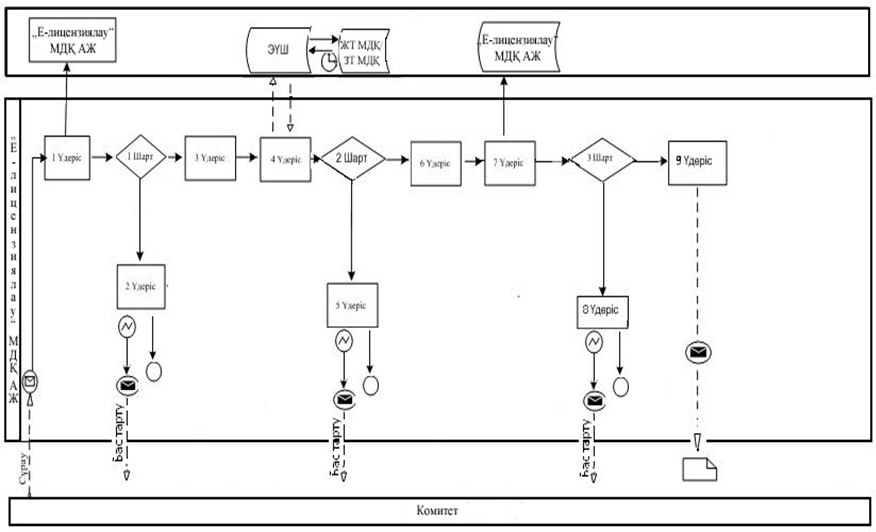 „Е-лицензиялау“
МДҚ АЖ
ЭҮШ
ЖТ МДҚ/
ЗТ МДҚ
„Е-лицензиялау“
МДҚ АЖ
„Е-лицензиялау“ МДҚ АЖ
1 Үдеріс
1 Шарт
3 Үдеріс
4 Үдеріс
2 Шарт
6 Үдеріс
7 Үдеріс
3 Шарт
9 Үдеріс
2 Үдеріс
5 Үдеріс
8 Үдеріс
Бас тарту
Бас тарту
Бас тарту
Сұрау
Комитет